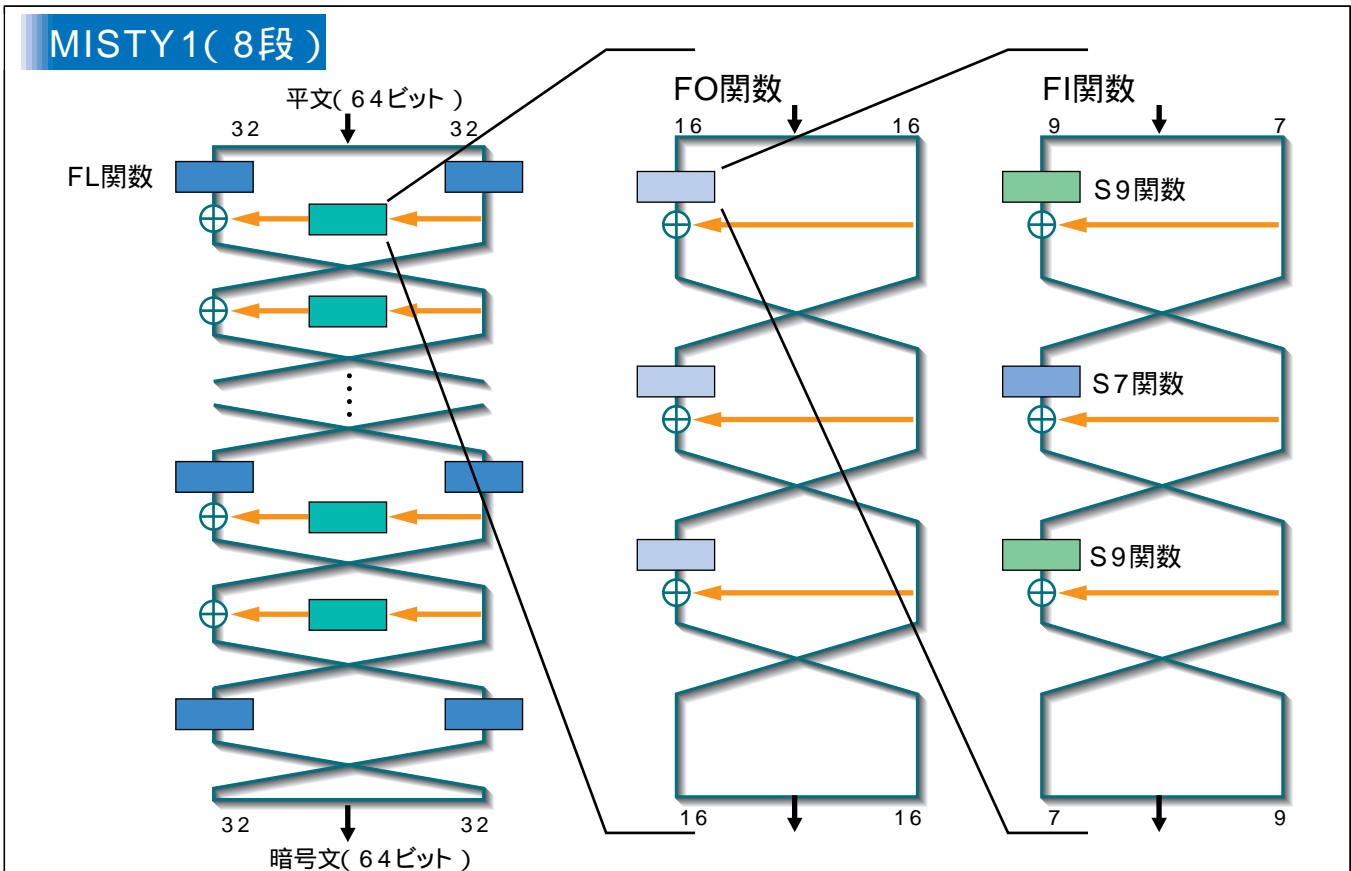 MISTY1(8段)
平文(64ビット)
32 32
FL関数
32 32
暗号文(64ビット)
FO関数
16 16
16 16
FI関数
9 7
S9関数
S7関数
S9関数
7 9